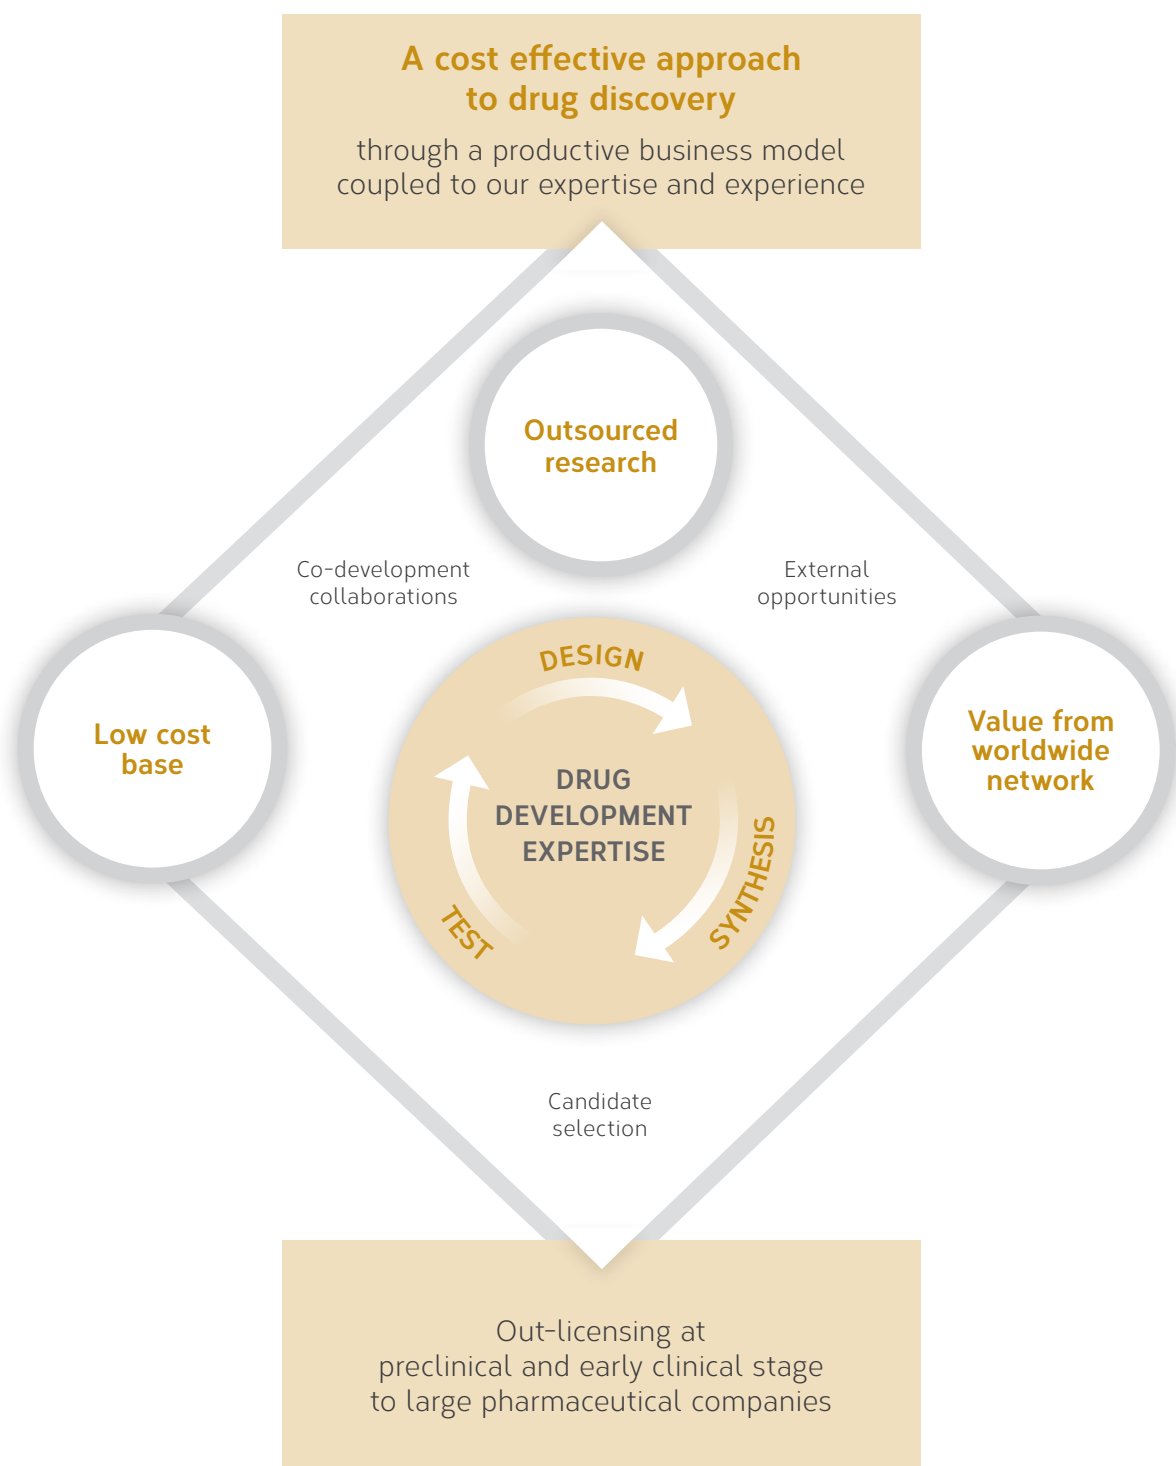 A cost effective approach
to drug discovery
through a productive business model
coupled to our expertise and experience
Outsourced
research
Co-development
collaborations
External
opportunities
Low cost
base
Value from
worldwide
network
DESIGN
DRUG
DEVELOPMENT
EXPERTISE
SYNTHESIS
TEST
Candidate
selection
Out-licensing at
preclinical and early clinical stage
to large pharmaceutical companies